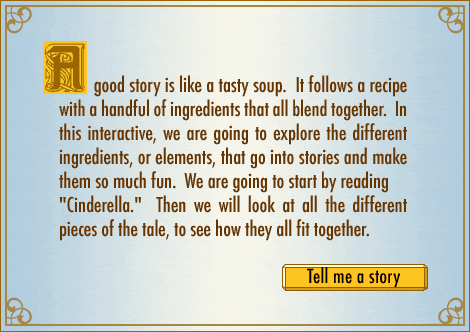 A good story is like a tasty soup. It follows a recipe
with a handful of ingredients that all blend together. In
this interactive, we are going to explore the different
ingredients, or elements, that go into stories and make
them so much fun. We are going to start by reading
"Cinderella." Then we will look at all the different
pieces of the tale, to see how they all fit together.
Tell me a story